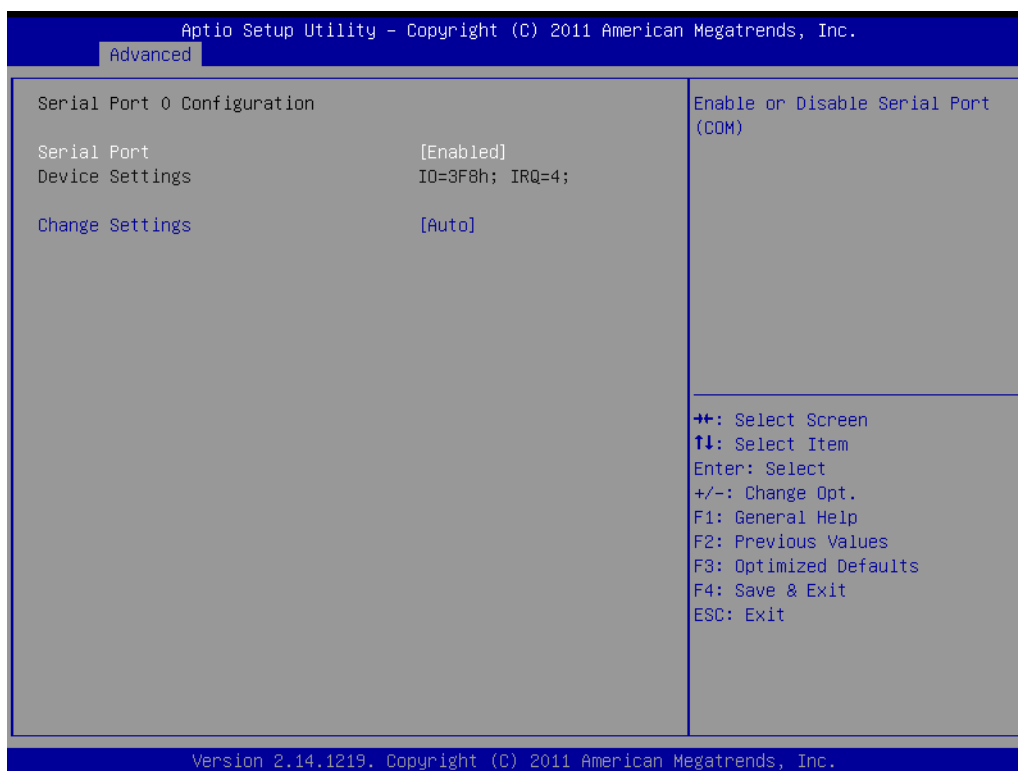 Aptio Setup Utility – Copyright (C) 2011 American Megatrends, Inc.
Advanced
Serial Port 0 Configuration
Serial Port [Enabled]
Device Settings IO=3F8h; IRQ=4;
Change Settings [Auto]
Enable or Disable Serial Port
(COM)
→←: Select Screen
↑↓: Select Item
Enter: Select
+/-: Change Opt.
F1: General Help
F2: Previous Values
F3: Optimized Defaults
F4: Save & Exit
ESC: Exit
Version 2.14.1219. Copyright (C) 2011 American Megatrends, Inc.